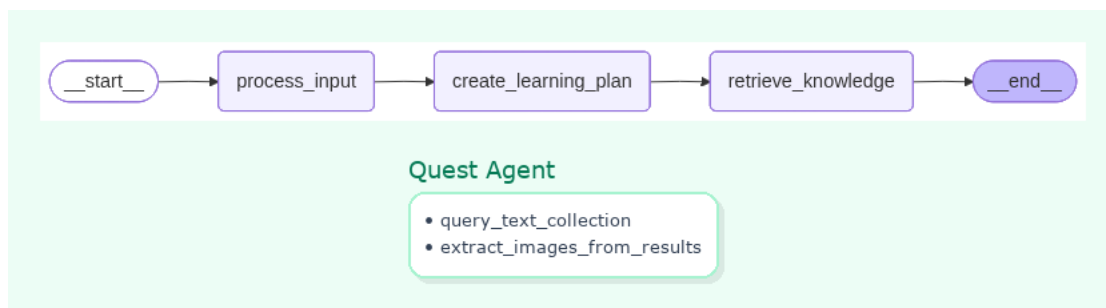 __start__ process_input create_learning_plan retrieve_knowledge __end__
Quest Agent
• query_text_collection
• extract_images_from_results